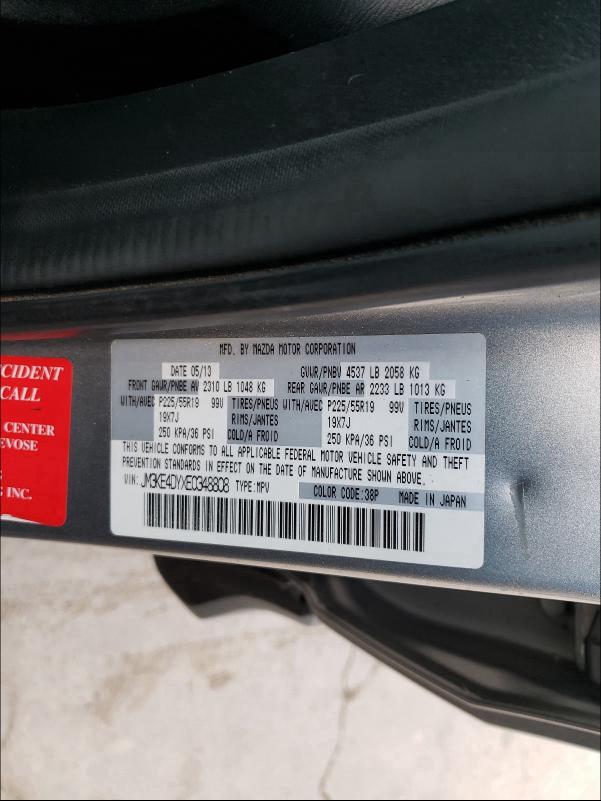 CCIDENT
CALL
CENTER
EVOSE
G INC.
MFD. BY MAZDA MOTOR CORPORATION
DATE 05/13 GVWR/PNBV 4537 LB 2058 KG
FRONT GAWR/PNBE AV 2310 LB 1048 KG REAR GAWR/PNBE AR 2233 LB 1013 KG
WITH/AVEC P225/55R19 99V TIRES/PNEUS WITH/AVEC P225/55R19 99V TIRES/PNEUS
19X7J RIMS/JANTES 19X7J RIMS/JANTES
250 KPA/36 PSI COLD/A FROID 250 KPA/36 PSI COLD/A FROID
THIS VEHICLE CONFORMS TO ALL APPLICABLE FEDERAL MOTOR VEHICLE SAFETY AND THEFT
PREVENTION STANDARDS IN EFFECT ON THE DATE OF MANUFACTURE SHOWN ABOVE.
VIN: JM3KE4DYXE0348808 TYPE:MPV COLOR CODE:38P MADE IN JAPAN